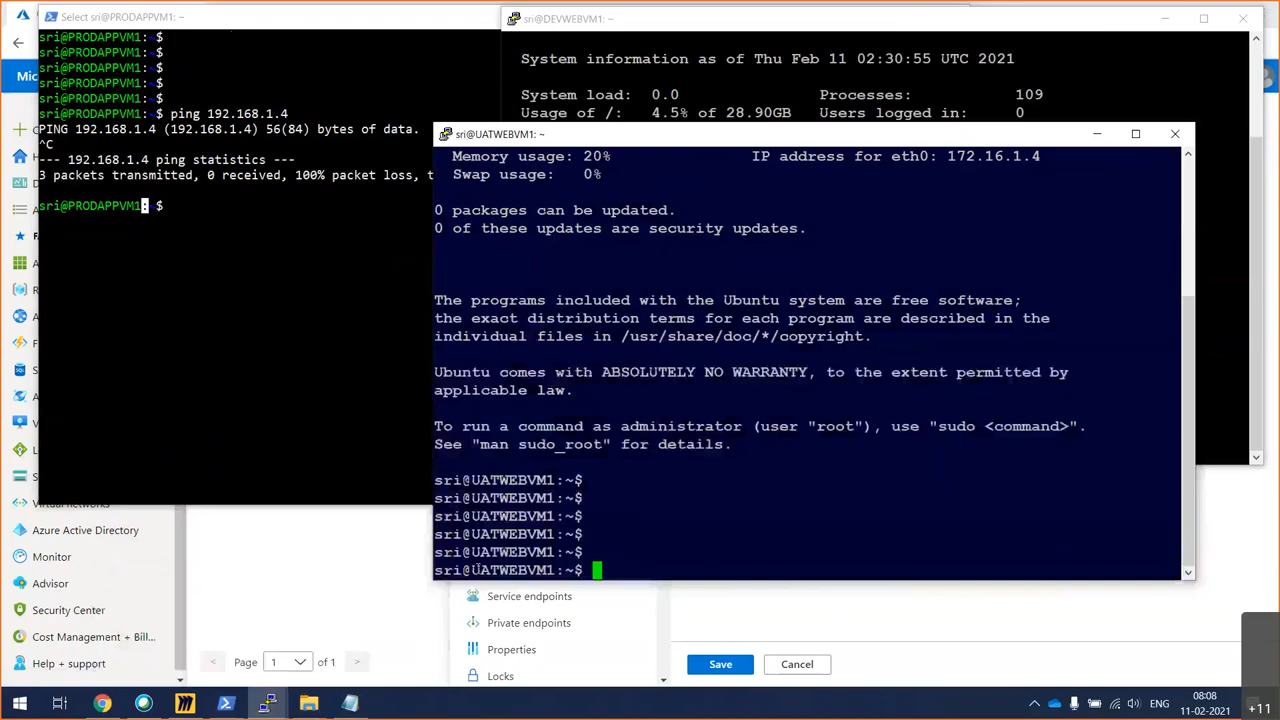 Select sri@PRODAPPVM1: ~
sri@PRODAPPVM1:~$
sri@PRODAPPVM1:~$
sri@PRODAPPVM1:~$
sri@PRODAPPVM1:~$
sri@PRODAPPVM1:~$
sri@PRODAPPVM1:~$ ping 192.168.1.4
PING 192.168.1.4 (192.168.1.4) 56(84) bytes of data.
^C
--- 192.168.1.4 ping statistics ---
3 packets transmitted, 0 received, 100% packet loss, t
sri@PRODAPPVM1: $
sri@DEVWEBVM1: ~
System information as of Thu Feb 11 02:30:55 UTC 2021
System load: 0.0 Processes: 109
Usage of /: 4.5% of 28.90GB Users logged in: 0
sri@UATWEBVM1: ~
Memory usage: 20% IP address for eth0: 172.16.1.4
Swap usage: 0%
0 packages can be updated.
0 of these updates are security updates.
The programs included with the Ubuntu system are free software;
the exact distribution terms for each program are described in the
individual files in /usr/share/doc/*/copyright.
Ubuntu comes with ABSOLUTELY NO WARRANTY, to the extent permitted by
applicable law.
To run a command as administrator (user "root"), use "sudo <command>".
See "man sudo_root" for details.
sri@UATWEBVM1:~$
sri@UATWEBVM1:~$
sri@UATWEBVM1:~$
sri@UATWEBVM1:~$
sri@UATWEBVM1:~$
sri@UATWEBVM1:~$
Mic
Virtual networks
Azure Active Directory
Monitor
Advisor
Security Center
Cost Management + Bill...
Help + support
Page 1 of 1
Service endpoints
Private endpoints
Properties
Locks
Save
Cancel
ENG
08:08
11-02-2021
+11